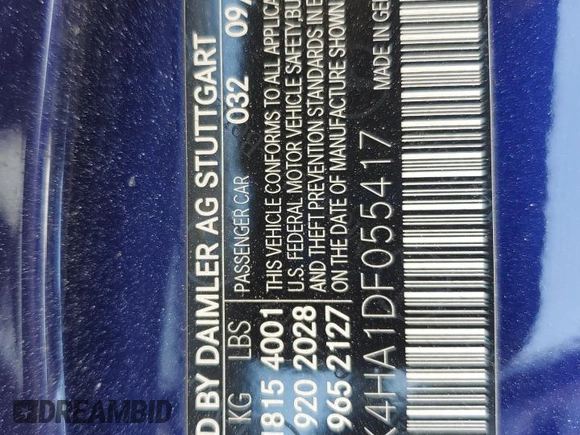 D BY DAIMLER AG STUTTGART
KG LBS PASSENGER CAR 032 09/
1815 4001 THIS VEHICLE CONFORMS TO ALL APPLICA
920 2028 U.S. FEDERAL MOTOR VEHICLE SAFETY, BU
965 2127 AND THEFT PREVENTION STANDARDS IN E
ON THE DATE OF MANUFACTURE SHOWN
4HA1DF055417 MADE IN GE
DREAMBID